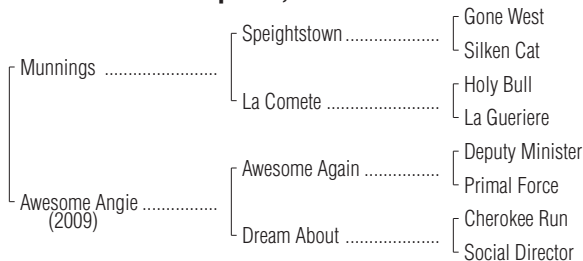 Gone West
Speightstown ....................
Silken Cat
Munnings ........................
Holy Bull
La Comete ........................
La Gueriere
Deputy Minister
Awesome Again ................
Primal Force
Awesome Angie ................
(2009)
Cherokee Run
Dream About ....................
Social Director